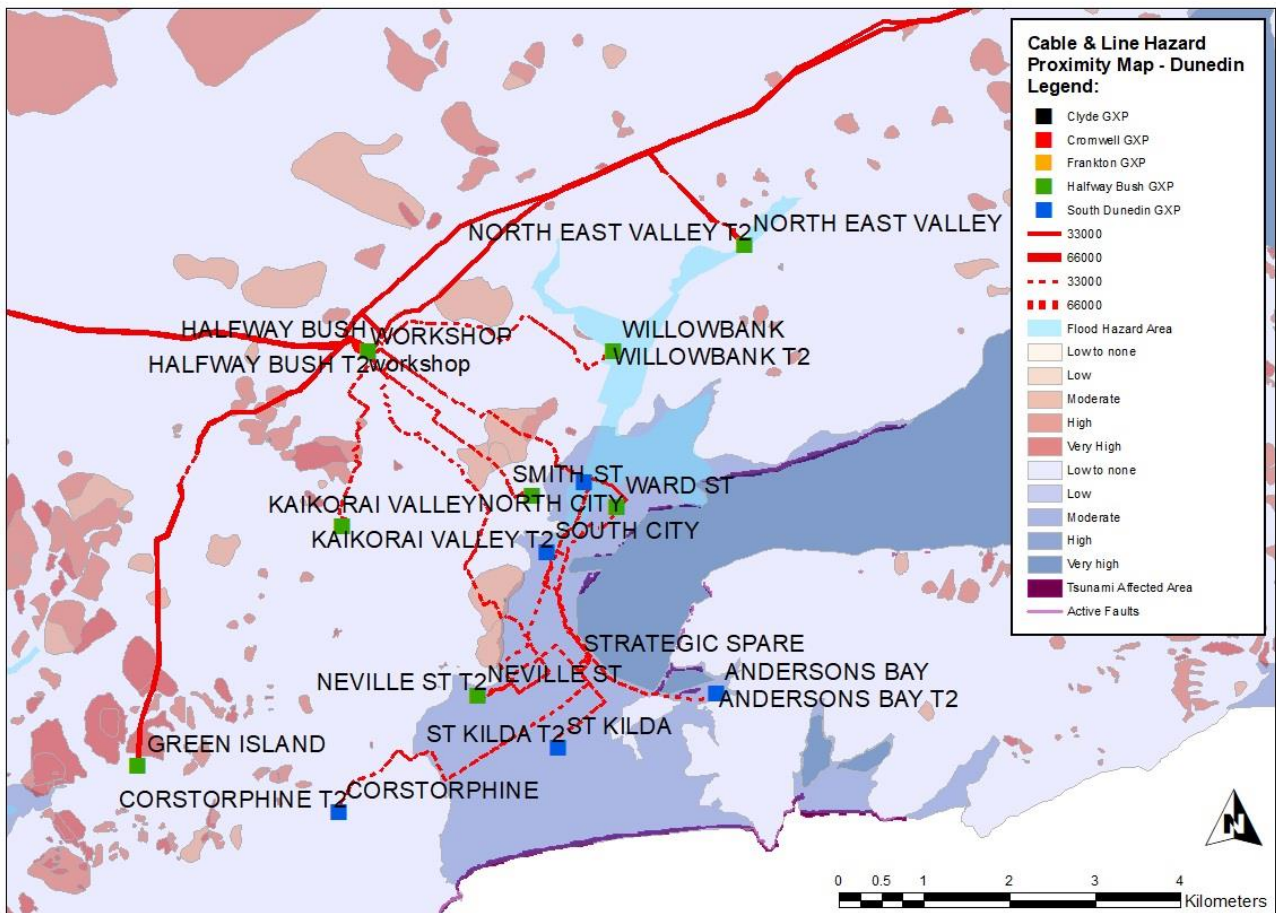 Cable & Line Hazard
Proximity Map - Dunedin
Legend:
Clyde GXP
Cromwell GXP
Frankton GXP
Halfway Bush GXP
South Dunedin GXP
33000
66000
33000
66000
Flood Hazard Area
Low to none
Low
Moderate
High
Very High
Low to none
Low
Moderate
High
Very high
Tsunami Affected Area
Active Faults
NORTH EAST VALLEY T2
NORTH EAST VALLEY
HALFWAY BUSH
WORKSHOP
HALFWAY BUSH T2
workshop
WILLOWBANK
WILLOWBANK T2
SMITH ST
WARD ST
KAIKORAI VALLEY
NORTH CITY
KAIKORAI VALLEY T2
SOUTH CITY
STRATEGIC SPARE
NEVILLE ST T2
NEVILLE ST
ANDERSONS BAY
ANDERSONS BAY T2
ST KILDA T2
ST KILDA
GREEN ISLAND
CORSTORPHINE T2
CORSTORPHINE
N
0 0.5 1 2 3 4
Kilometers